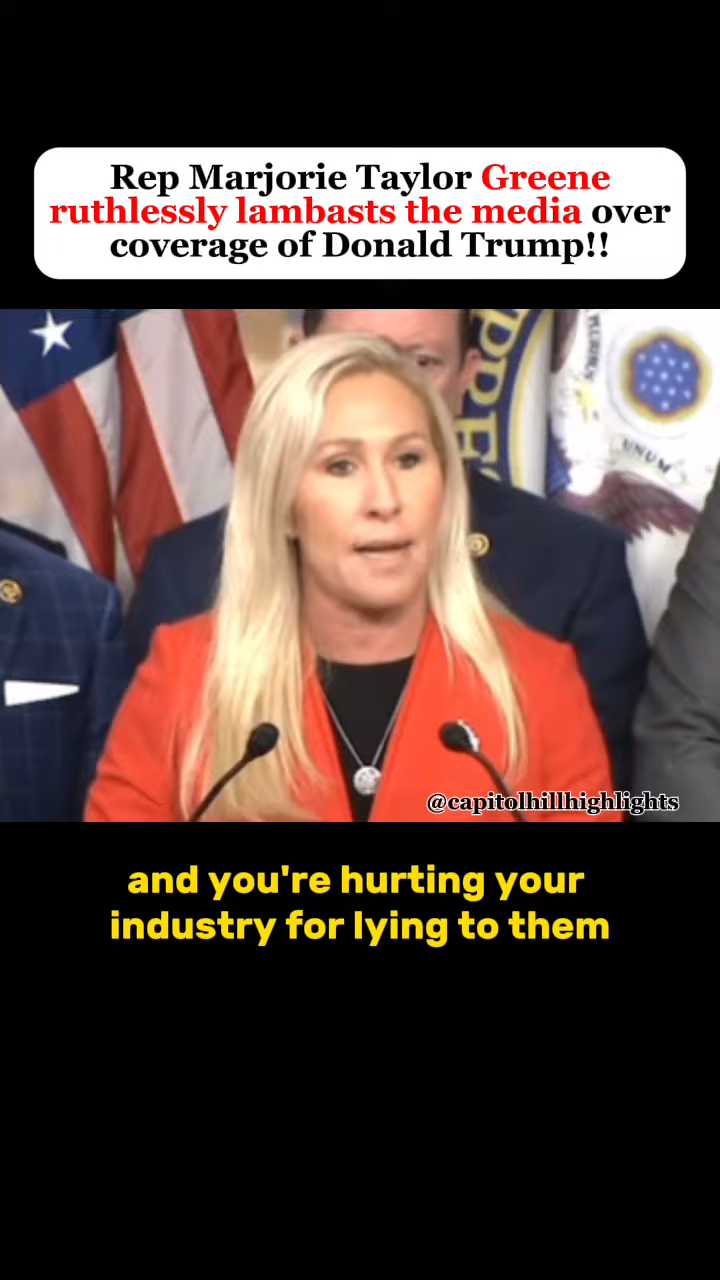 Rep Marjorie Taylor Greene
ruthlessly lambasts the media over
coverage of Donald Trump!!
UNUM
@capitolhillhighlights
and you're hurting your
industry for lying to them